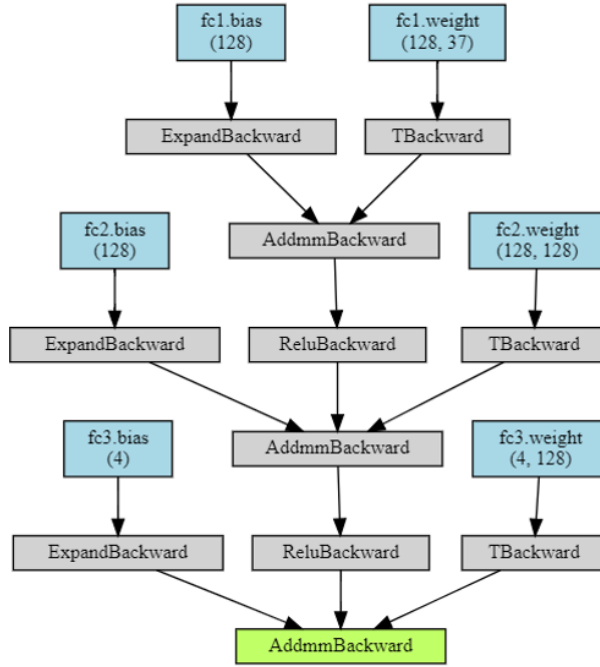 fc1.bias
(128)
fc1.weight
(128, 37)
ExpandBackward
TBackward
AddmmBackward
fc2.bias
(128)
fc2.weight
(128, 128)
ExpandBackward
ReluBackward
TBackward
AddmmBackward
fc3.bias
(4)
fc3.weight
(4, 128)
ExpandBackward
ReluBackward
TBackward
AddmmBackward